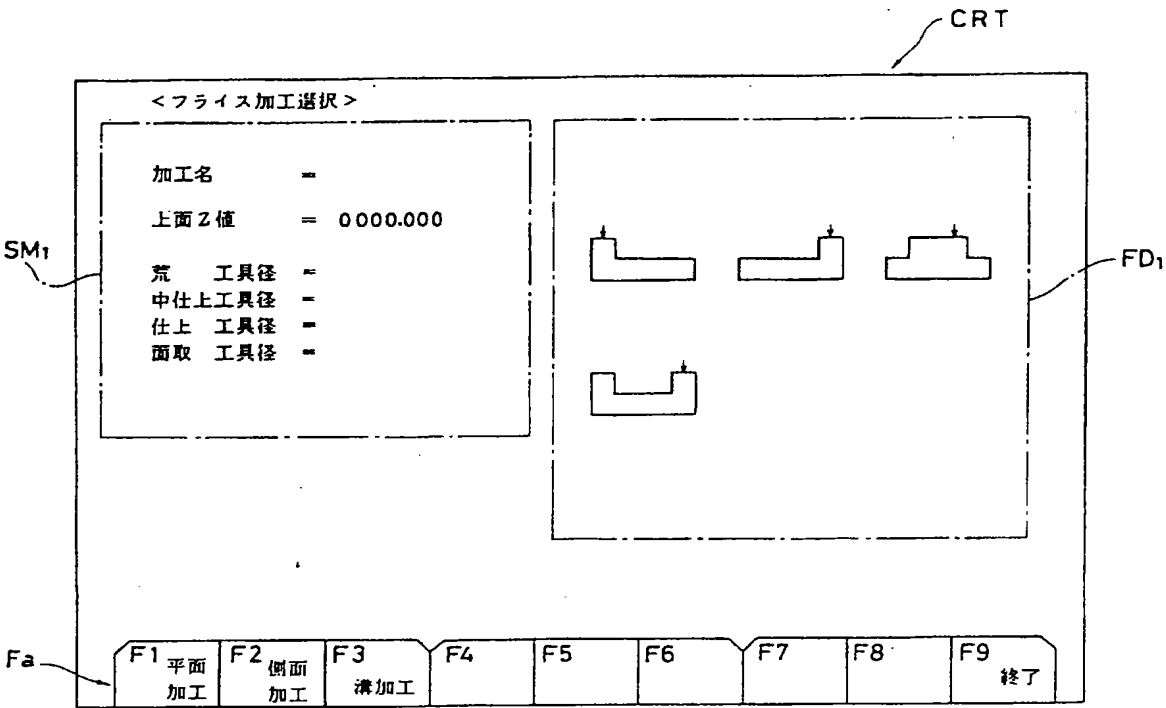 CRT
<フライス加工選択>
加工名 =
上面Z値 = 0000.000
荒 工具径 =
中仕上工具径 =
仕上 工具径 =
面取 工具径 =
SM1
FD1
Fa
F1 平面加工
F2 側面加工
F3 溝加工
F4
F5
F6
F7
F8
F9 終了